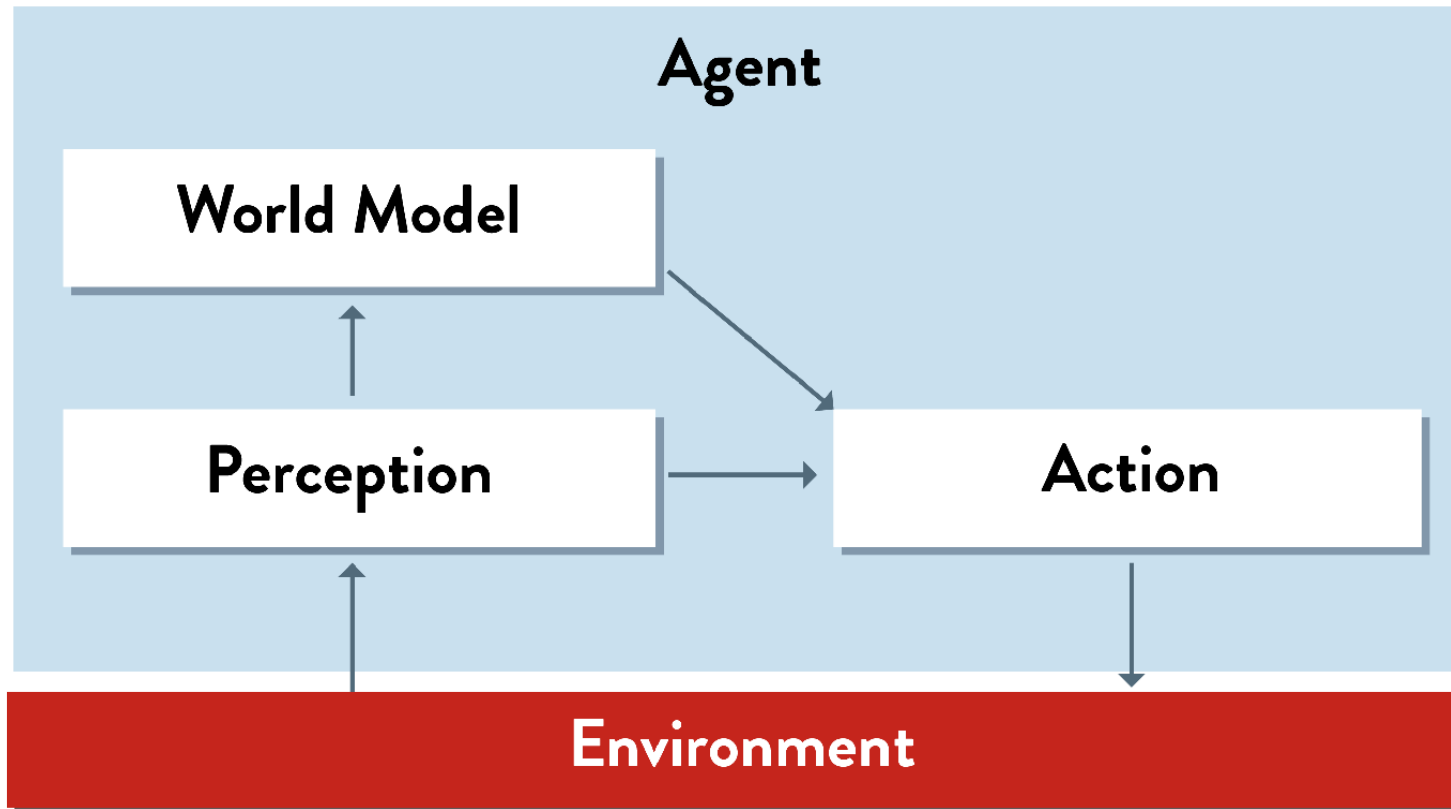 Agent
World Model
Perception
Action
Environment